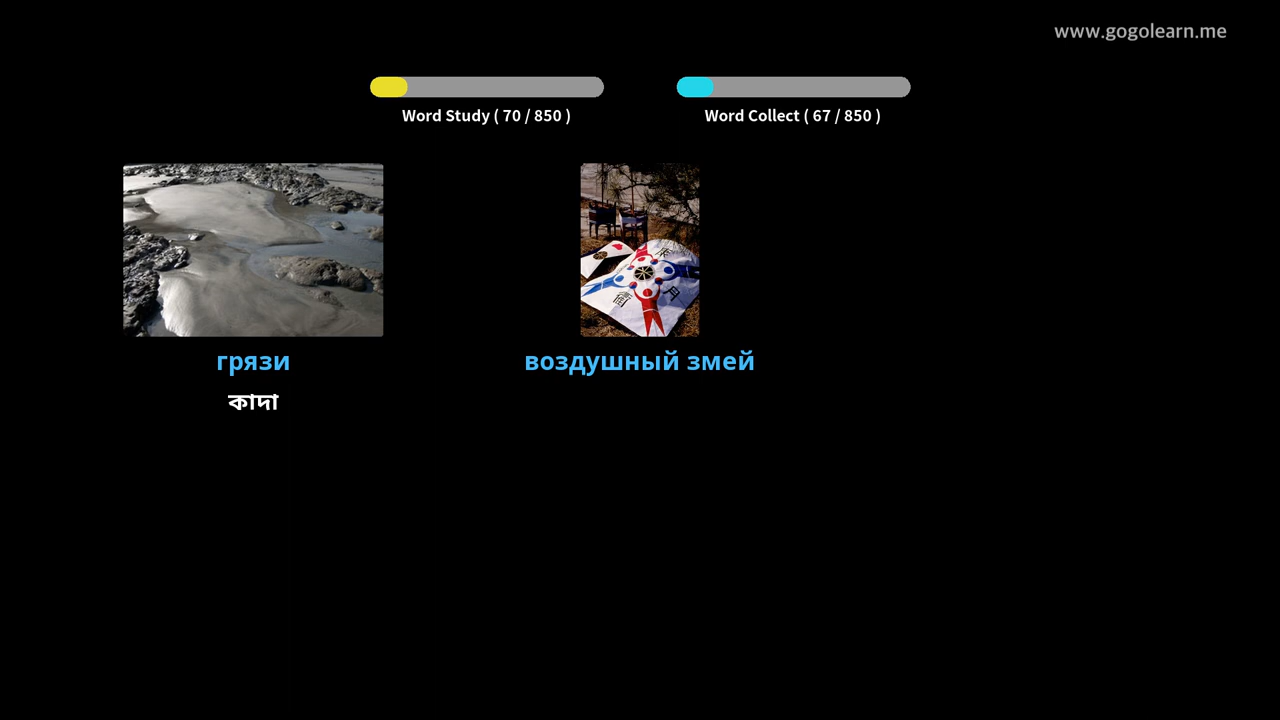 www.gogolearn.me
Word Study ( 70 / 850 )
Word Collect ( 67 / 850 )
грязи
воздушный змей
কাদা